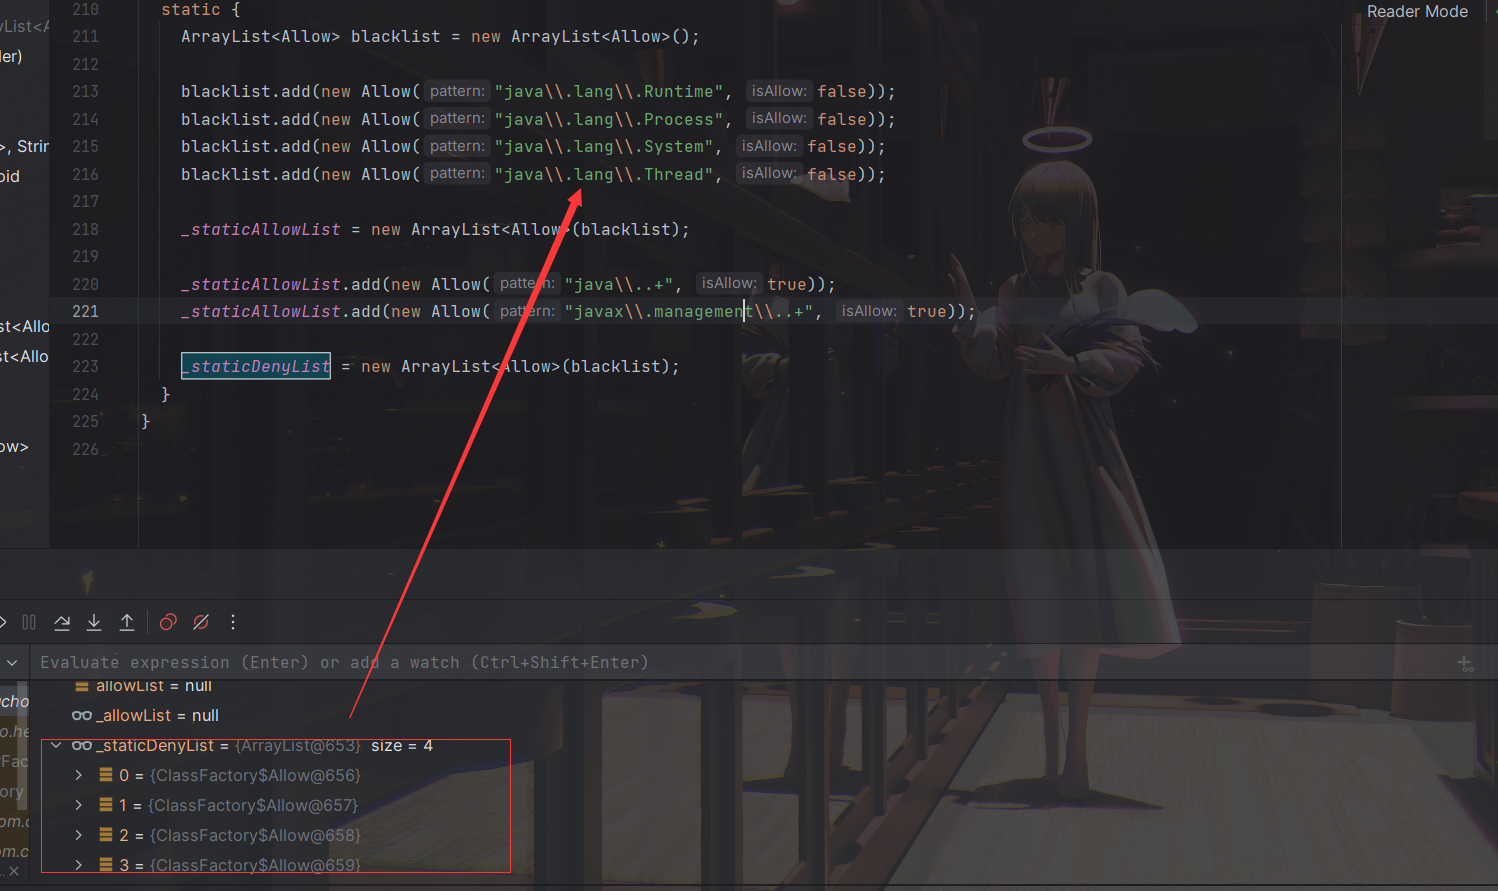 210 static {
Reader Mode
yList<A
211 ArrayList<Allow> blacklist = new ArrayList<Allow>();
ler)
212
213 blacklist.add(new Allow( pattern: "java\\.lang\\.Runtime", isAllow: false));
214 blacklist.add(new Allow( pattern: "java\\.lang\\.Process", isAllow: false));
>, Strin
215 blacklist.add(new Allow( pattern: "java\\.lang\\.System", isAllow: false));
oid
216 blacklist.add(new Allow( pattern: "java\\.lang\\.Thread", isAllow: false));
217
218 _staticAllowList = new ArrayList<Allow>(blacklist);
219
220 _staticAllowList.add(new Allow( pattern: "java\\..+", isAllow: true));
221 _staticAllowList.add(new Allow( pattern: "javax\\.management\\..+", isAllow: true));
st<Allo
222
st<Allo
223 _staticDenyList = new ArrayList<Allow>(blacklist);
224 }
225 }
ow>
226
Evaluate expression (Enter) or add a watch (Ctrl+Shift+Enter)
allowList = null
cho
_allowList = null
o.he
_staticDenyList = {ArrayList@653} size = 4
rFac
0 = {ClassFactory$Allow@656}
ory
1 = {ClassFactory$Allow@657}
om.c
2 = {ClassFactory$Allow@658}
om.c
3 = {ClassFactory$Allow@659}